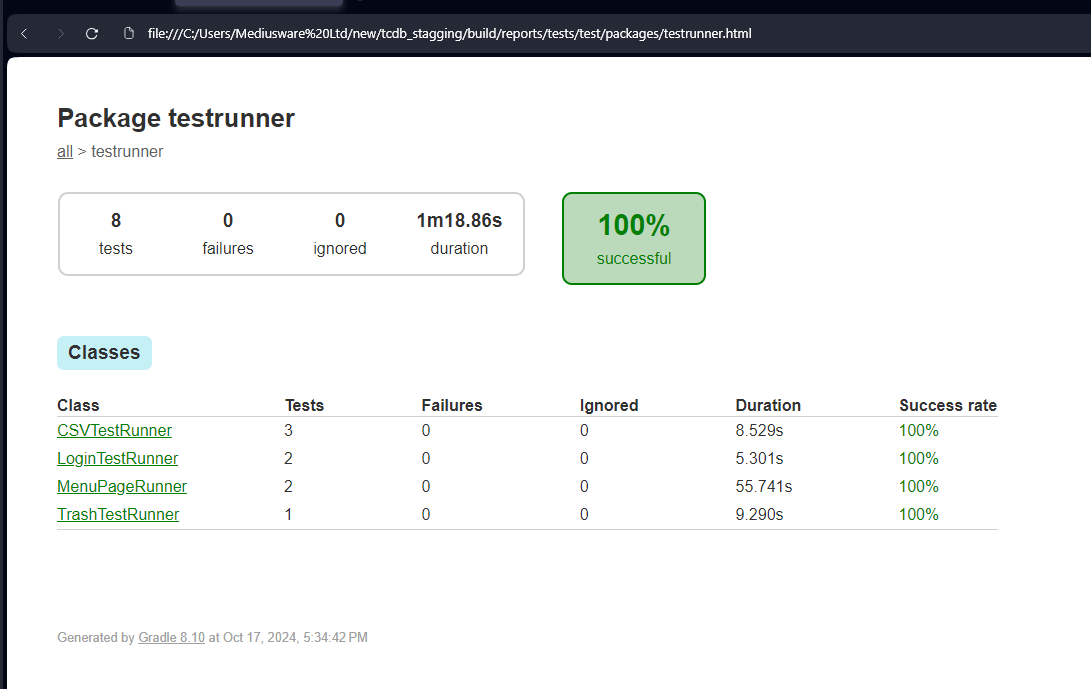 file:///C:/Users/Mediusware%20Ltd/new/tcdb_stagging/build/reports/tests/test/packages/testrunner.html
Package testrunner
all > testrunner
8 0 0 1m18.86s
tests failures ignored duration
100%
successful
Classes
Class Tests Failures Ignored Duration Success rate
CSVTestRunner 3 0 0 8.529s 100%
LoginTestRunner 2 0 0 5.301s 100%
MenuPageRunner 2 0 0 55.741s 100%
TrashTestRunner 1 0 0 9.290s 100%
Generated by Gradle 8.10 at Oct 17, 2024, 5:34:42 PM